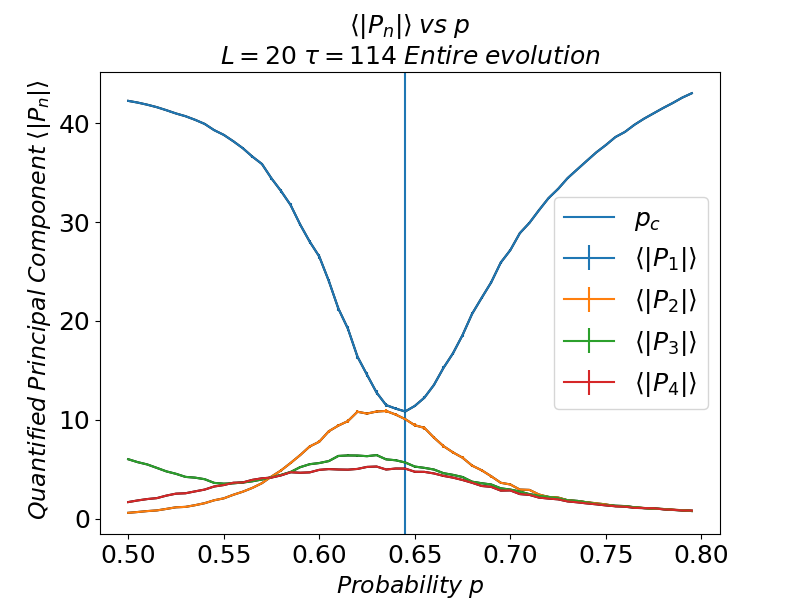 ⟨|Pₙ|⟩ vs p
L = 20 τ = 114 Entire evolution
Quantified Principal Component ⟨|Pₙ|⟩
40
30
20
10
0
p_c
⟨|P₁|⟩
⟨|P₂|⟩
⟨|P₃|⟩
⟨|P₄|⟩
0.50 0.55 0.60 0.65 0.70 0.75 0.80
Probability p